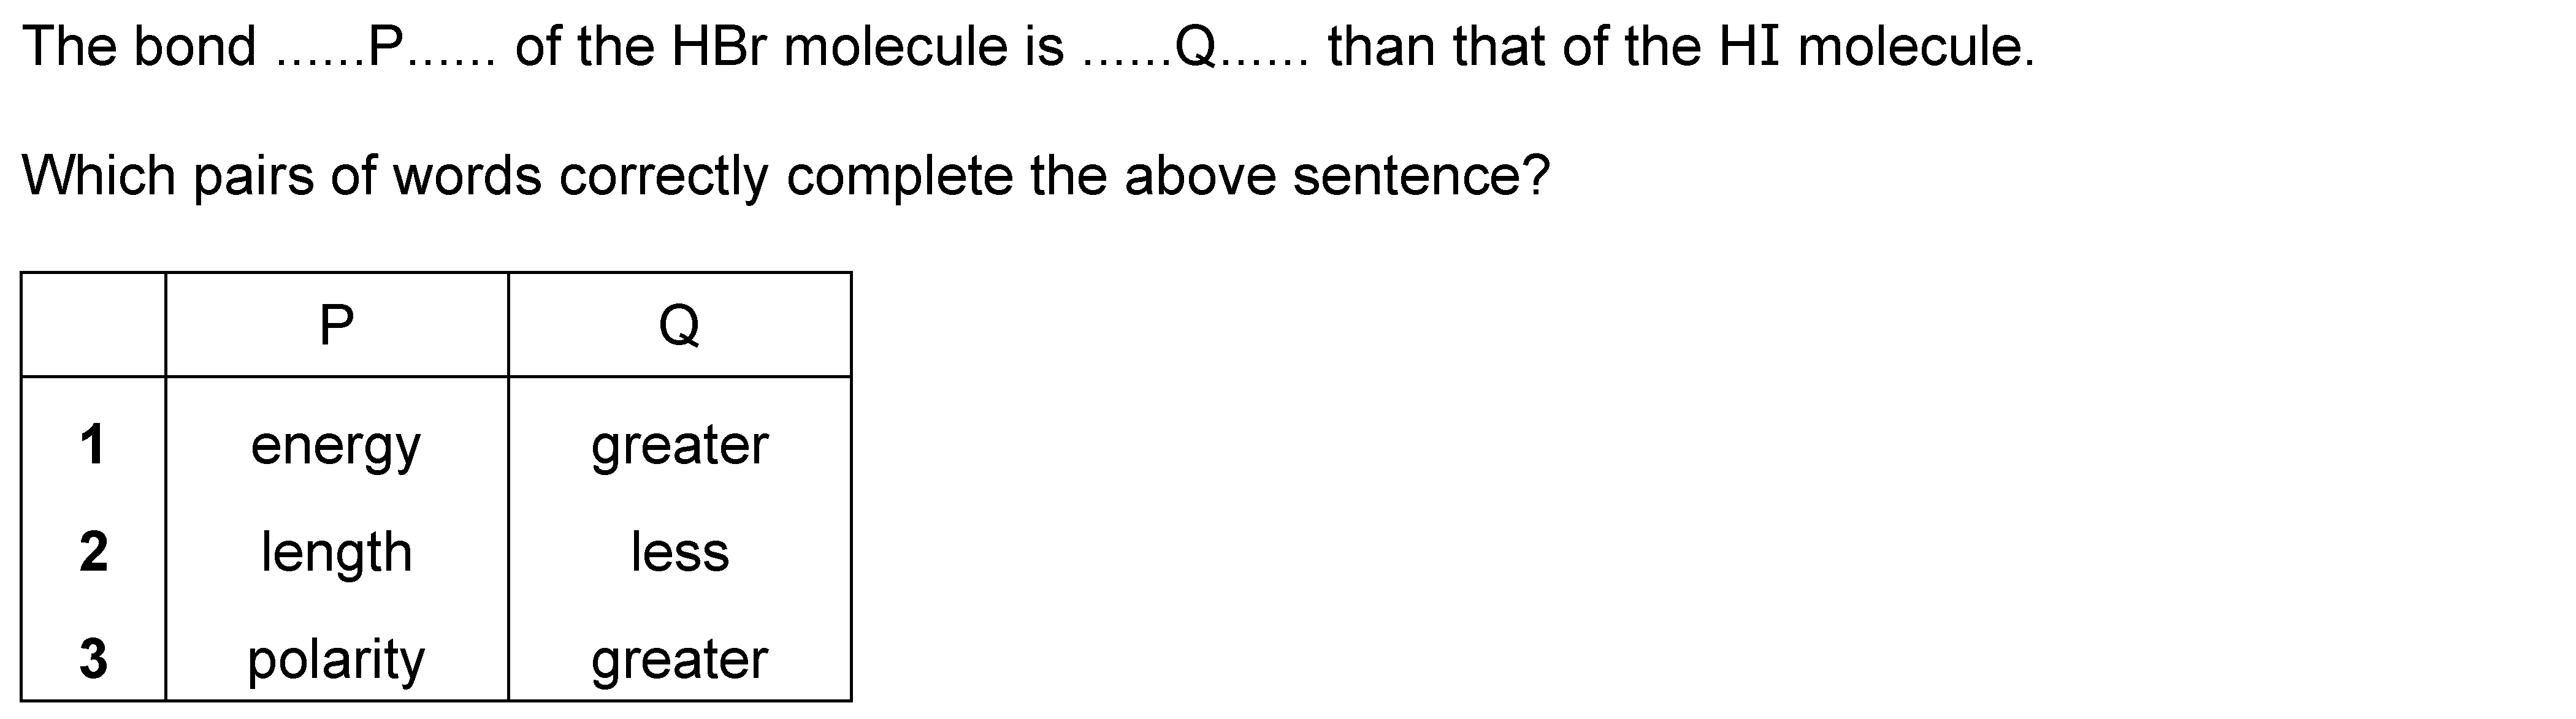 The bond ......P...... of the HBr molecule is ......Q...... than that of the HI molecule.
Which pairs of words correctly complete the above sentence?
P Q
1 energy greater
2 length less
3 polarity greater